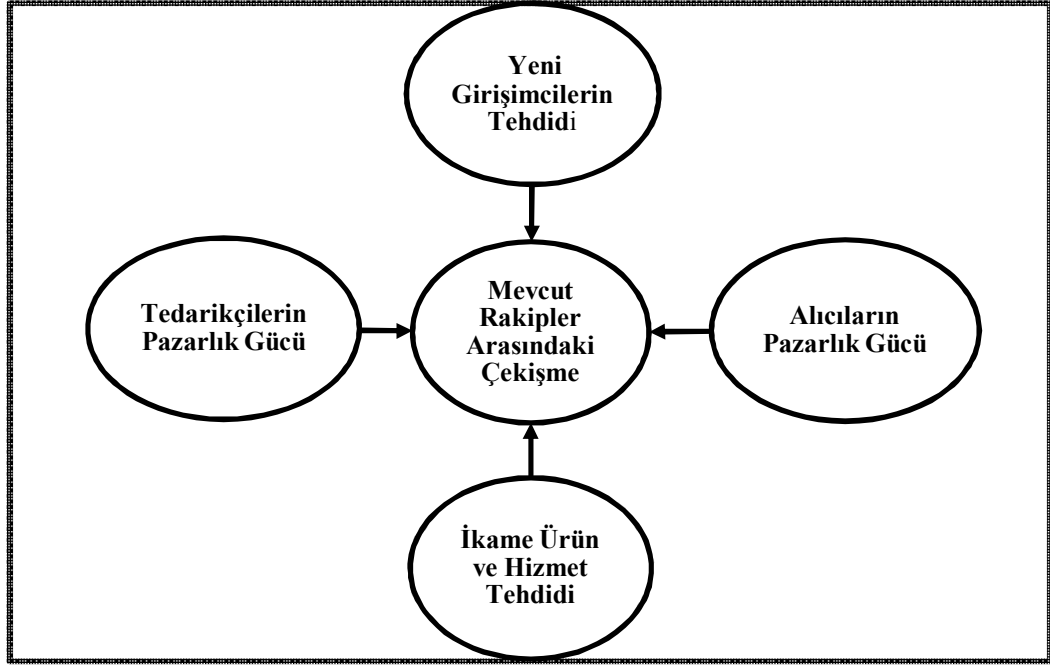 Yeni
Girişimcilerin
Tehdidi
Tedarikçilerin
Pazarlık Gücü
Mevcut
Rakipler
Arasındaki
Çekişme
Alıcıların
Pazarlık Gücü
İkame Ürün
ve Hizmet
Tehdidi